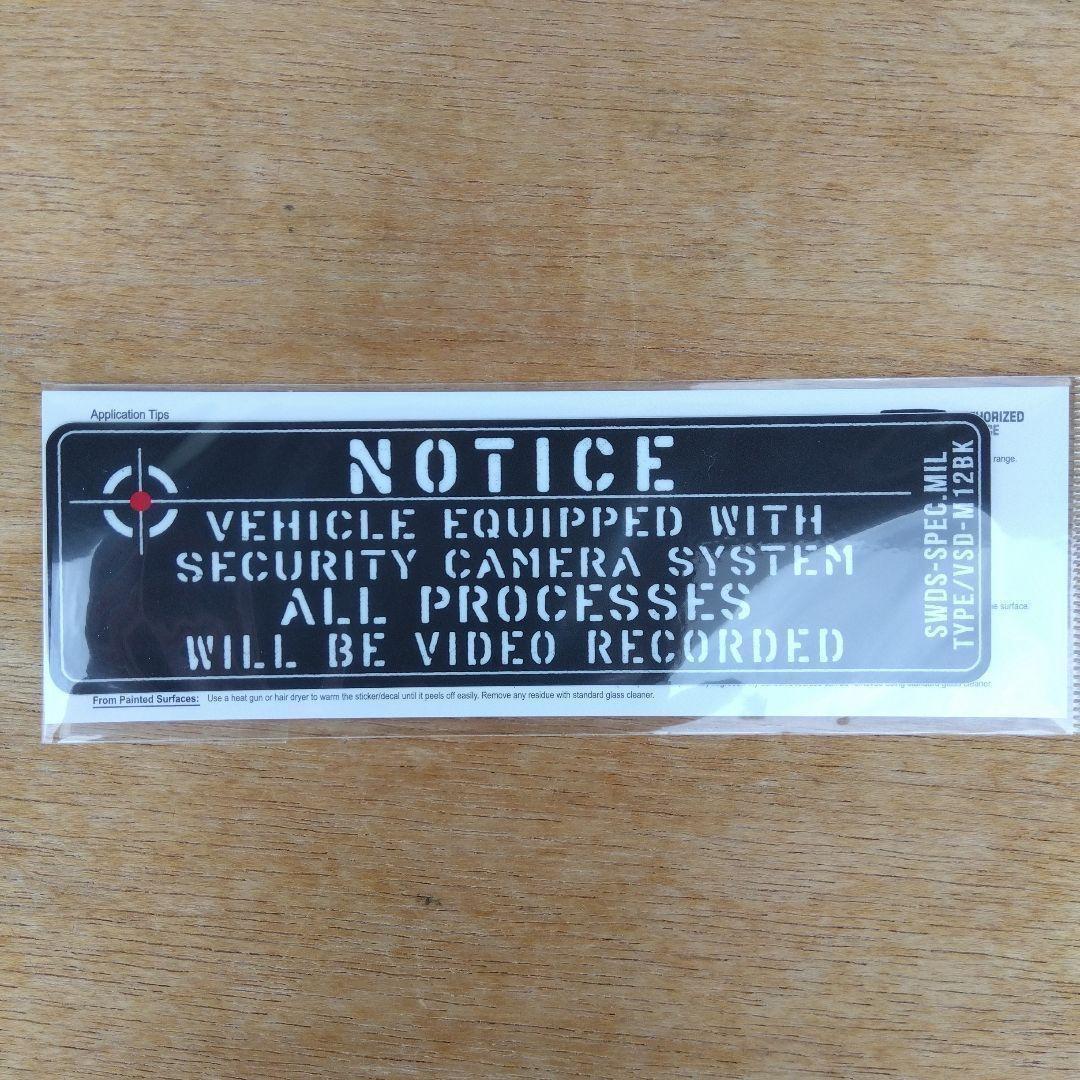 Application Tips
NOTICE
VEHICLE EQUIPPED WITH
SECURITY CAMERA SYSTEM
ALL PROCESSES
WILL BE VIDEO RECORDED
SWDS-SPEC.MIL
TYPE/VSD-M12BK
range.
surface.
From Painted Surfaces: Use a heat gun or hair dryer to warm the sticker/decal until it peels off easily. Remove any residue with standard glass cleaner.